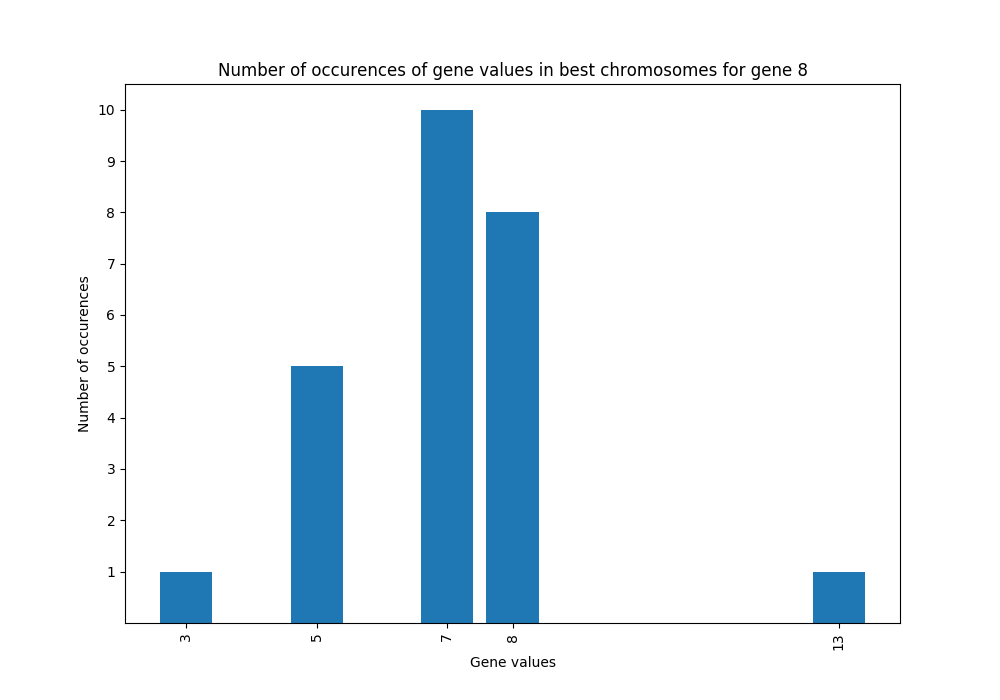 Number of occurences of gene values in best chromosomes for gene 8
Number of occurences
10
9
8
7
6
5
4
3
2
1
3 5 7 8 13
Gene values